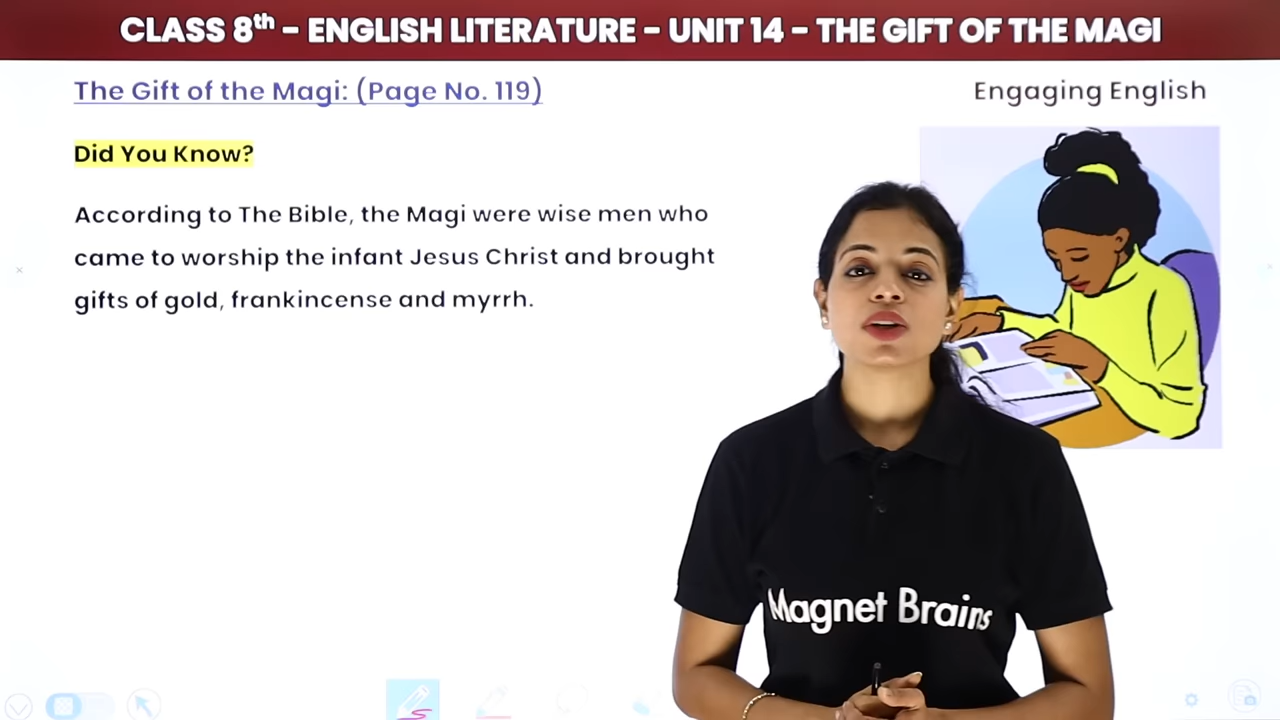 CLASS 8th – ENGLISH LITERATURE – UNIT 14 – THE GIFT OF THE MAGI
The Gift of the Magi: (Page No. 119)
Engaging English
Did You Know?
According to The Bible, the Magi were wise men who
came to worship the infant Jesus Christ and brought
gifts of gold, frankincense and myrrh.
Magnet Brains